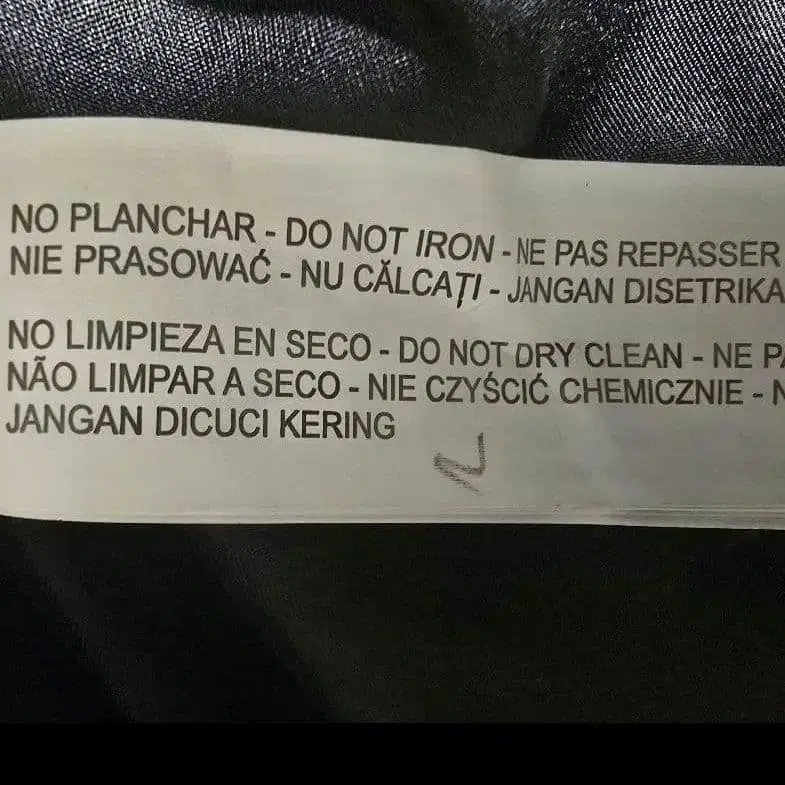 NO PLANCHAR - DO NOT IRON - NE PAS REPASSER
NIE PRASOWAĆ - NU CĂLCAȚI - JANGAN DISETRIKA
NO LIMPIEZA EN SECO - DO NOT DRY CLEAN - NE
NÃO LIMPAR A SECO - NIE CZYŚCIĆ CHEMICZNIE -
JANGAN DICUCI KERING